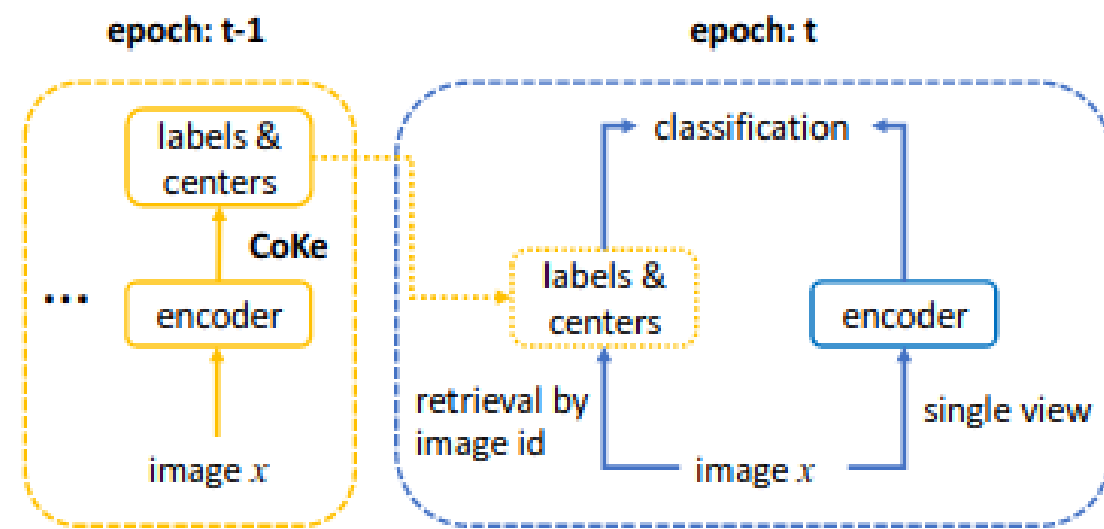 epoch: t-1
labels &
centers
CoKe
...
encoder
image x
epoch: t
classification
labels &
centers
encoder
retrieval by
image id
single view
image x